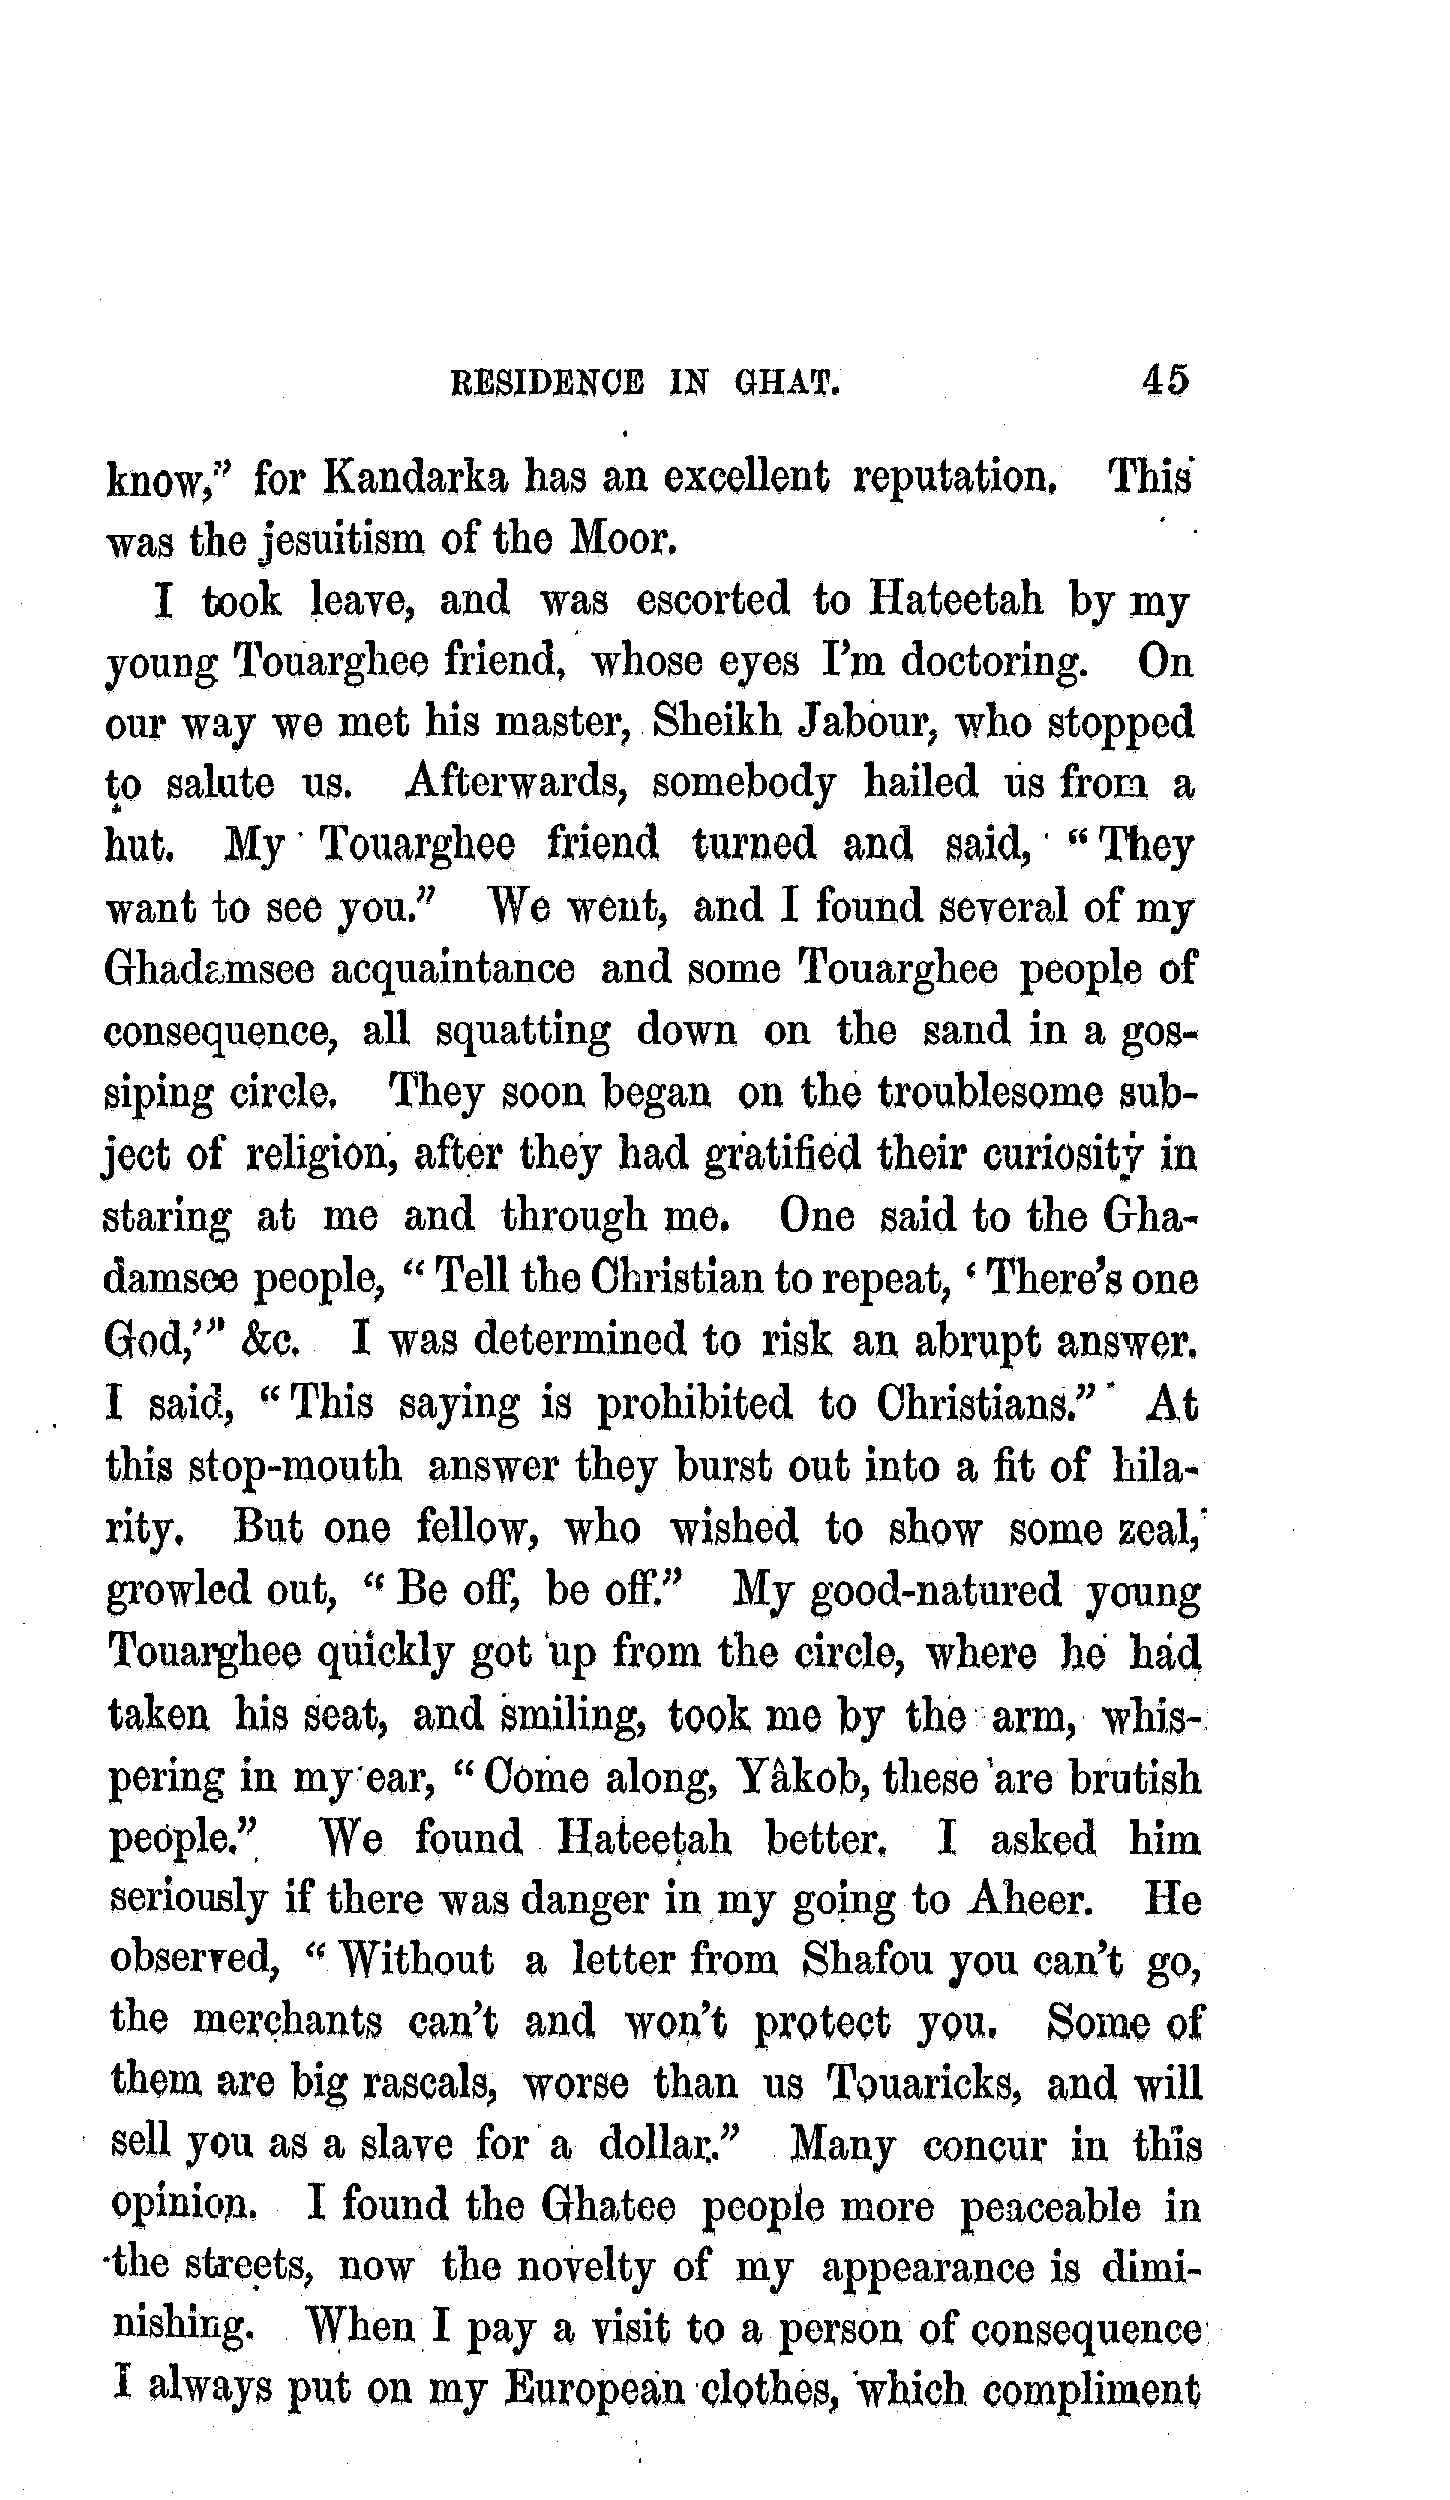 RESIDENCE IN GHAT. 45
know," for Kandarka has an excellent reputation. This
was the jesuitism of the Moor.
I took leave, and was escorted to Hateetah by my
young Touarghee friend, whose eyes I'm doctoring. On
our way we met his master, Sheikh Jabour, who stopped
to salute us. Afterwards, somebody hailed us from a
hut. My Touarghee friend turned and said, "They
want to see you." We went, and I found several of my
Ghadamsee acquaintance and some Touarghee people of
consequence, all squatting down on the sand in a gos-
siping circle. They soon began on the troublesome sub-
ject of religion, after they had gratified their curiosity in
staring at me and through me. One said to the Gha-
damsee people, "Tell the Christian to repeat, 'There's one
God,'" &c. I was determined to risk an abrupt answer.
I said, "This saying is prohibited to Christians." At
this stop-mouth answer they burst out into a fit of hila-
rity. But one fellow, who wished to show some zeal,
growled out, "Be off, be off." My good-natured young
Touarghee quickly got up from the circle, where he had
taken his seat, and smiling, took me by the arm, whis-
pering in my ear, "Come along, Yâkob, these are brutish
people." We found Hateetah better. I asked him
seriously if there was danger in my going to Aheer. He
observed, "Without a letter from Shafou you can't go,
the merchants can't and won't protect you. Some of
them are big rascals, worse than us Touaricks, and will
sell you as a slave for a dollar." Many concur in this
opinion. I found the Ghatee people more peaceable in
the streets, now the novelty of my appearance is dimi-
nishing. When I pay a visit to a person of consequence
I always put on my European clothes, which compliment